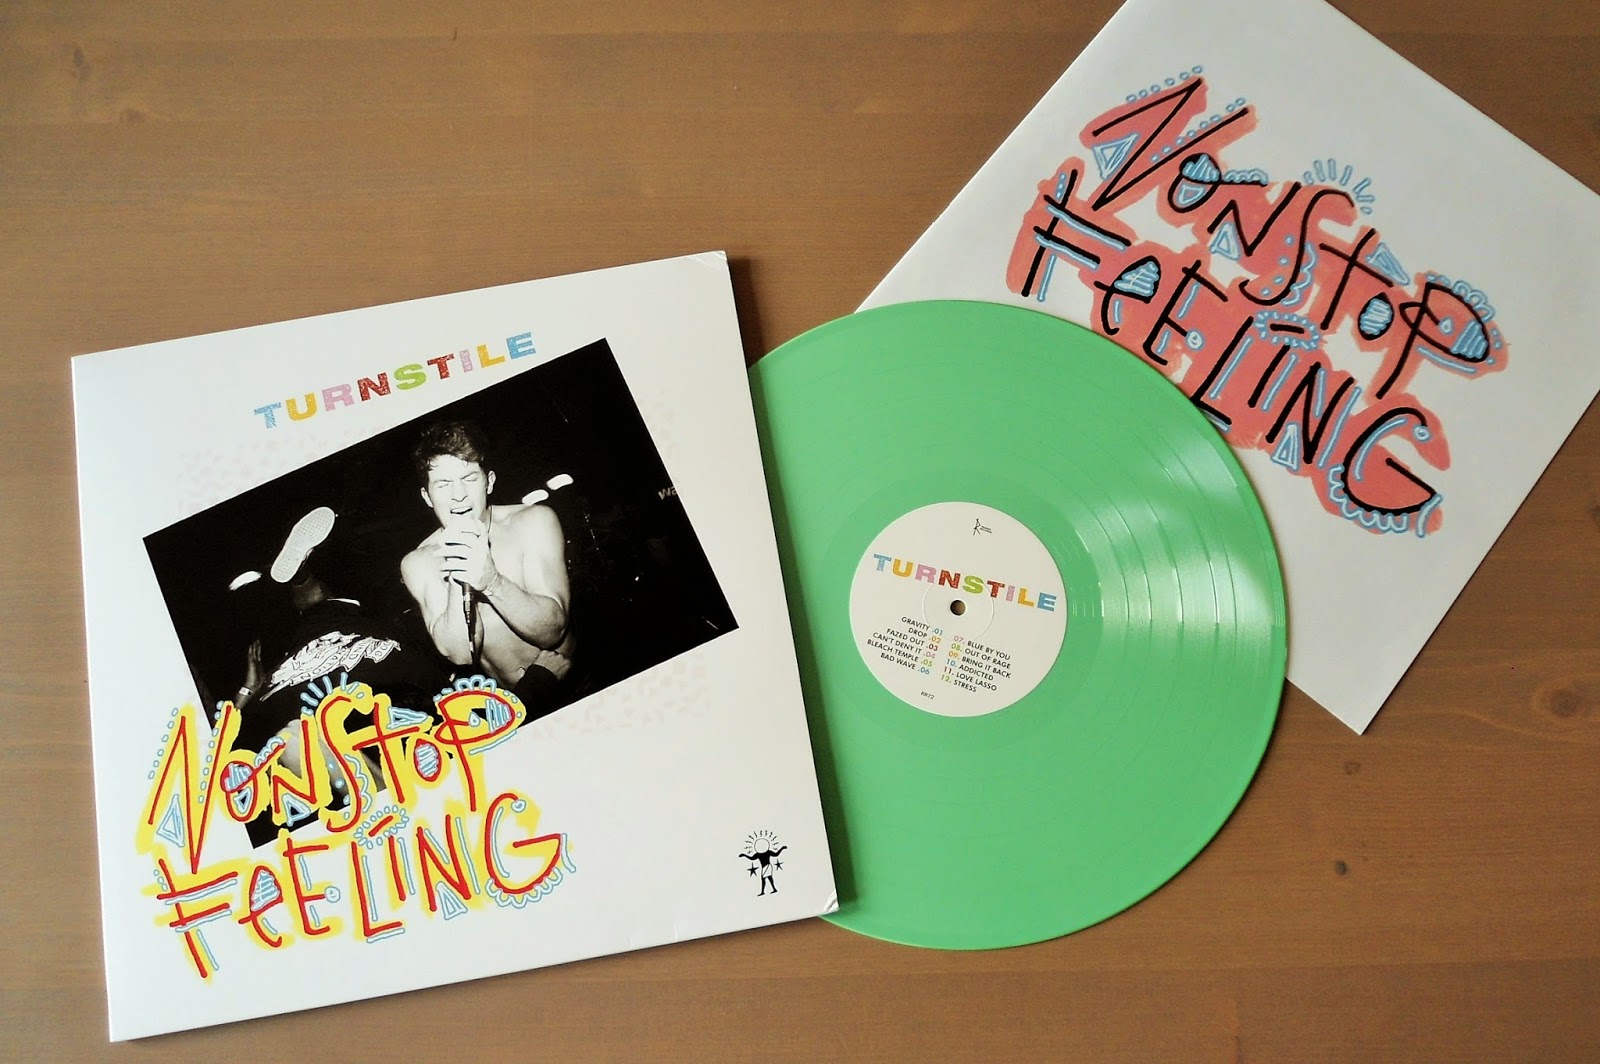 TURNSTILE
NONSTOP
FEELING
NONSTOP
FEELING
TURNSTILE
GRAVITY .01
DROP .02
FAZED OUT .03
CAN'T DENY IT .04
BLEACH TEMPLE .05
BAD WAVE .06
07. BLUE BY YOU
08. OUT OF RAGE
09. BRING IT BACK
10. ADDICTED
11. LOVE LASSO
12. STRESS
RR72